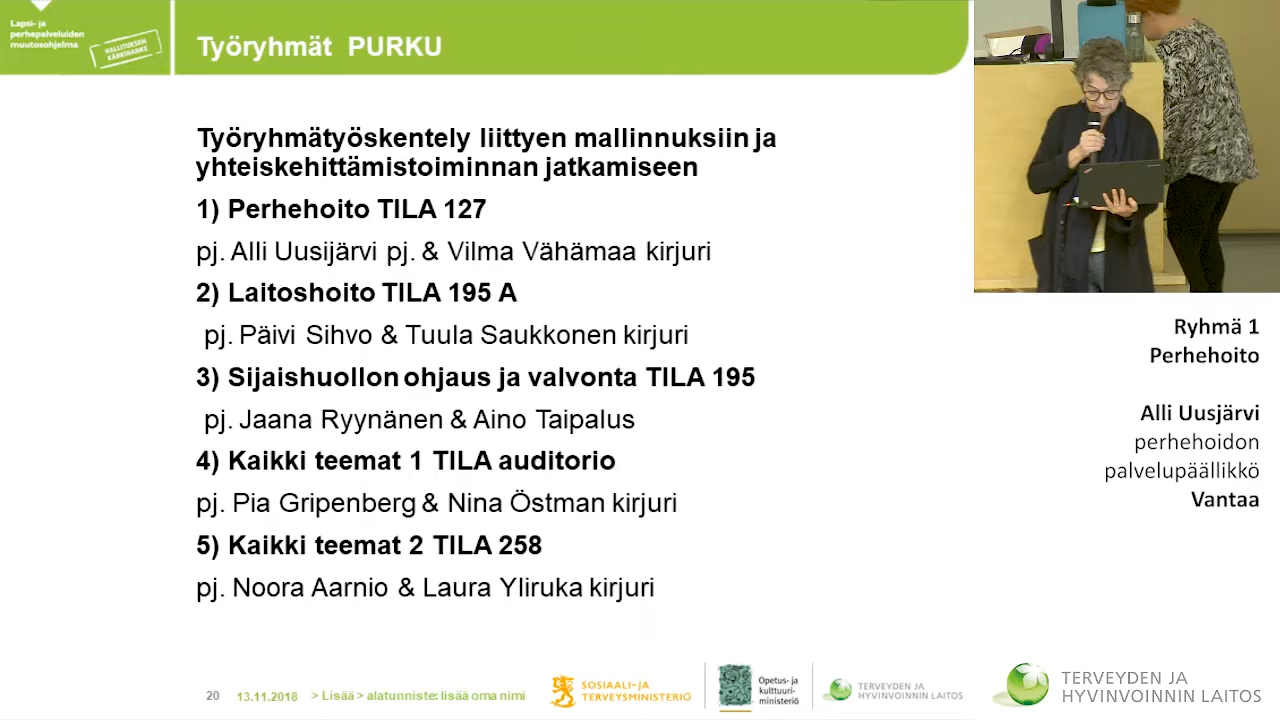 Lapsi- ja
perhepalveluiden
muutosohjelma
HALLITUKSEN
KÄRKIHANKE
Työryhmät PURKU
Työryhmätyöskentely liittyen mallinnuksiin ja
yhteiskehittämistoiminnan jatkamiseen
1) Perhehoito TILA 127
pj. Alli Uusijärvi pj. & Vilma Vähämaa kirjuri
2) Laitoshoito TILA 195 A
pj. Päivi Sihvo & Tuula Saukkonen kirjuri
3) Sijaishuollon ohjaus ja valvonta TILA 195
pj. Jaana Ryynänen & Aino Taipalus
4) Kaikki teemat 1 TILA auditorio
pj. Pia Gripenberg & Nina Östman kirjuri
5) Kaikki teemat 2 TILA 258
pj. Noora Aarnio & Laura Yliruka kirjuri
Ryhmä 1
Perhehoito
Alli Uusjärvi
perhehoidon
palvelupäällikkö
Vantaa
20 13.11.2018 > Lisää > alatunniste: lisää oma nimi
SOSIAALI- JA
TERVEYSMINISTERIÖ
Opetus- ja
kulttuuri-
ministeriö
TERVEYDEN JA
HYVINVOINNIN LAITOS
TERVEYDEN JA
HYVINVOINNIN LAITOS